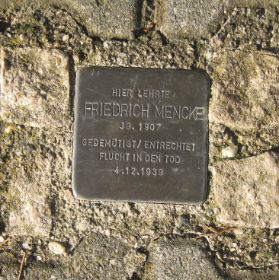 HIER LEHRTE
FRIEDRICH MENCKE
JG. 1907
GEDEMÜTIGT/ENTRECHTET
FLUCHT IN DEN TOD
4.12.1939